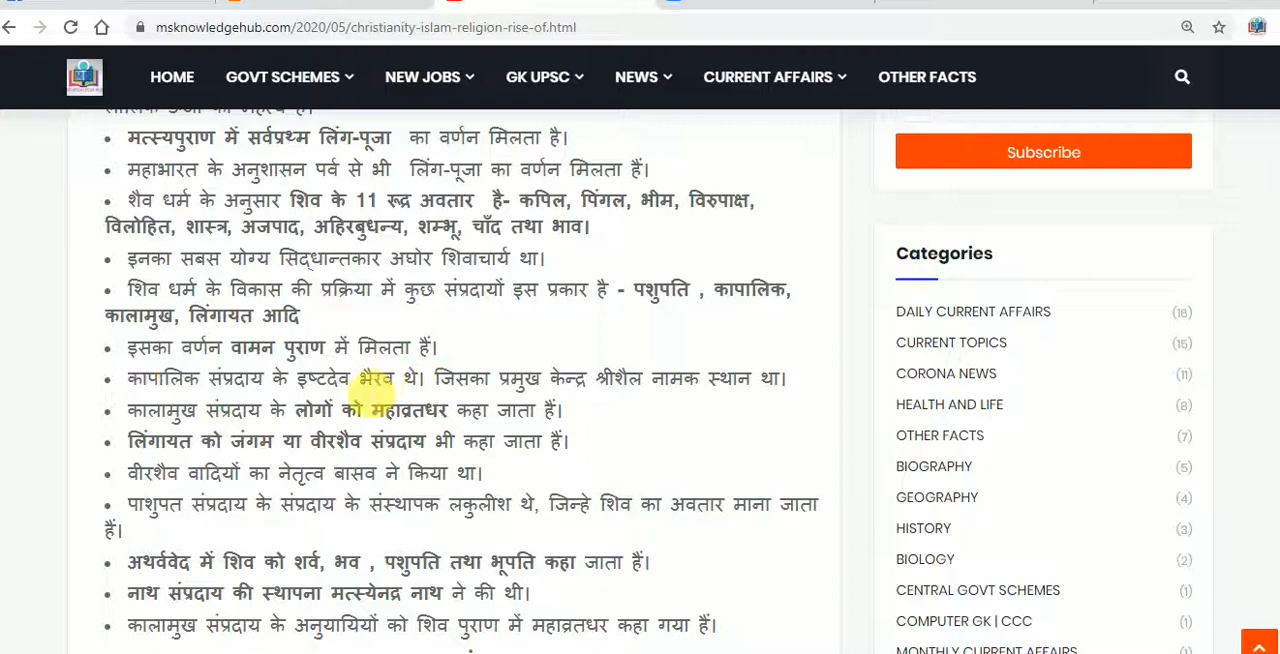 msknowledgehub.com/2020/05/christianity-islam-religion-rise-of.html
HOME GOVT SCHEMES NEW JOBS GK UPSC NEWS CURRENT AFFAIRS OTHER FACTS
मत्स्यपुराण में सर्वप्रथ्म लिंग-पूजा का वर्णन मिलता है।
महाभारत के अनुशासन पर्व से भी लिंग-पूजा का वर्णन मिलता हैं।
शैव धर्म के अनुसार शिव के 11 रूद्र अवतार है- कपिल, पिंगल, भीम, विरुपाक्ष,
विलोहित, शास्त्र, अजपाद, अहिरबुधन्य, शम्भू, चाँद तथा भाव।
इनका सबस योग्य सिद्धान्तकार अघोर शिवाचार्य था।
शिव धर्म के विकास की प्रक्रिया में कुछ संप्रदायों इस प्रकार है - पशुपति , कापालिक,
कालामुख, लिंगायत आदि
इसका वर्णन वामन पुराण में मिलता हैं।
कापालिक संप्रदाय के इष्टदेव भैरव थे। जिसका प्रमुख केन्द्र श्रीशैल नामक स्थान था।
कालामुख संप्रदाय के लोगों को महाव्रतधर कहा जाता हैं।
लिंगायत को जंगम या वीरशैव संप्रदाय भी कहा जाता हैं।
वीरशैव वादियों का नेतृत्व बासव ने किया था।
पाशुपत संप्रदाय के संप्रदाय के संस्थापक लकुलीश थे, जिन्हे शिव का अवतार माना जाता
हैं।
अथर्ववेद में शिव को शर्व, भव , पशुपति तथा भूपति कहा जाता हैं।
नाथ संप्रदाय की स्थापना मत्स्येनद्र नाथ ने की थी।
कालामुख संप्रदाय के अनुयायियों को शिव पुराण में महाव्रतधर कहा गया हैं।
Subscribe
Categories
DAILY CURRENT AFFAIRS (16)
CURRENT TOPICS (15)
CORONA NEWS (11)
HEALTH AND LIFE (8)
OTHER FACTS (7)
BIOGRAPHY (5)
GEOGRAPHY (4)
HISTORY (3)
BIOLOGY (2)
CENTRAL GOVT SCHEMES (1)
COMPUTER GK | CCC (1)
MONTHLY CURRENT AFFAIRS (1)